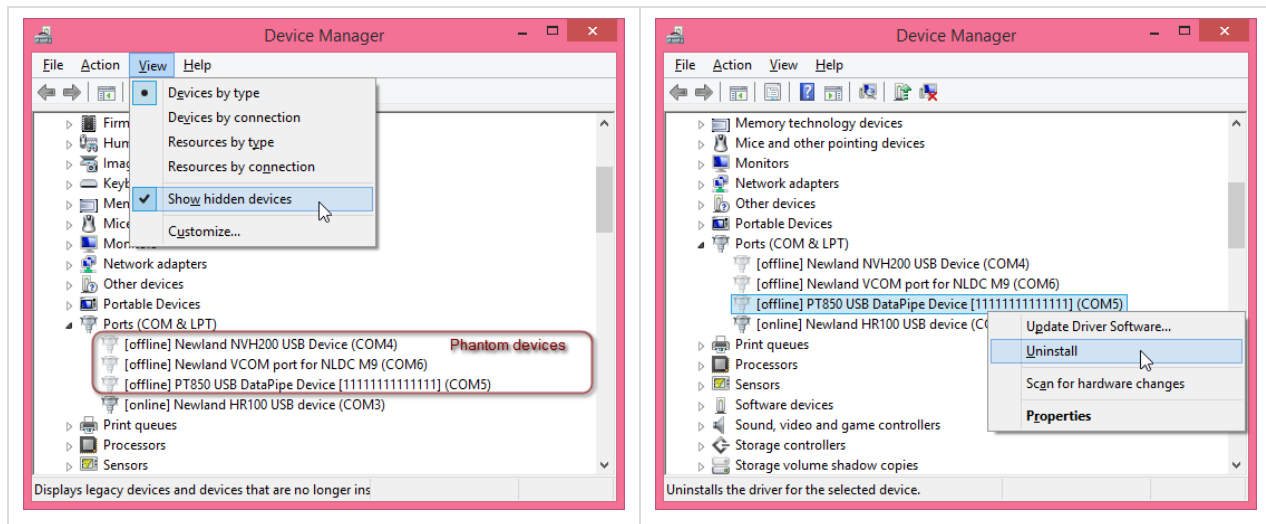 Device Manager
File Action View Help
Devices by type
Devices by connection
Resources by type
Resources by connection
Show hidden devices
Customize...
Firm
Hum
Imag
Keyb
Mem
Mice
Mon
Network adapters
Other devices
Portable Devices
Ports (COM & LPT)
[offline] Newland NVH200 USB Device (COM4) Phantom devices
[offline] Newland VCOM port for NLDC M9 (COM6)
[offline] PT850 USB DataPipe Device [11111111111111] (COM5)
[online] Newland HR100 USB device (COM3)
Print queues
Processors
Sensors
Displays legacy devices and devices that are no longer ins
Device Manager
File Action View Help
Memory technology devices
Mice and other pointing devices
Monitors
Network adapters
Other devices
Portable Devices
Ports (COM & LPT)
[offline] Newland NVH200 USB Device (COM4)
[offline] Newland VCOM port for NLDC M9 (COM6)
[offline] PT850 USB DataPipe Device [11111111111111] (COM5)
[online] Newland HR100 USB device (CO
Update Driver Software...
Uninstall
Scan for hardware changes
Properties
Print queues
Processors
Sensors
Software devices
Sound, video and game controllers
Storage controllers
Storage volume shadow copies
Uninstalls the driver for the selected device.